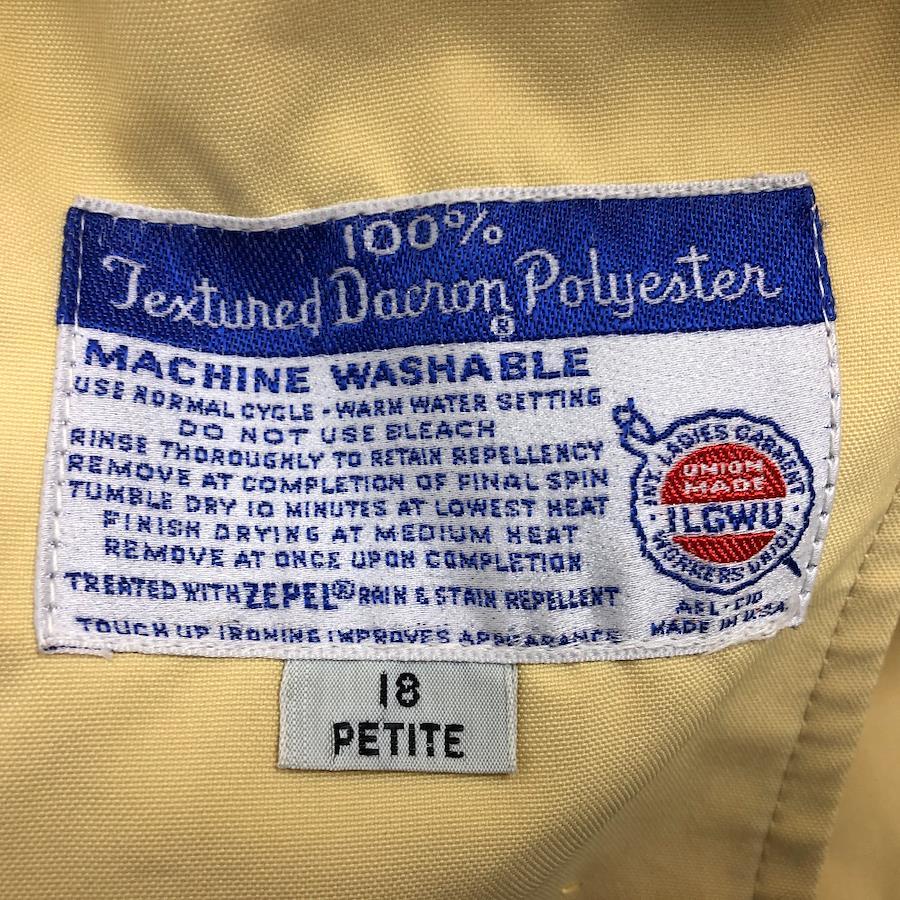 100%
Textured Dacron® Polyester
MACHINE WASHABLE
USE NORMAL CYCLE - WARM WATER SETTING
DO NOT USE BLEACH
RINSE THOROUGHLY TO RETAIN REPELLENCY
REMOVE AT COMPLETION OF FINAL SPIN
TUMBLE DRY 10 MINUTES AT LOWEST HEAT
FINISH DRYING AT MEDIUM HEAT
REMOVE AT ONCE UPON COMPLETION
TREATED WITH ZEPEL® RAIN & STAIN REPELLENT
TOUCH UP IRONING IMPROVES APPEARANCE
INT. LADIES GARMENT
UNION
MADE
· ILGWU ·
WORKERS UNION
AFL-CIO
MADE IN U.S.A.
18
PETITE